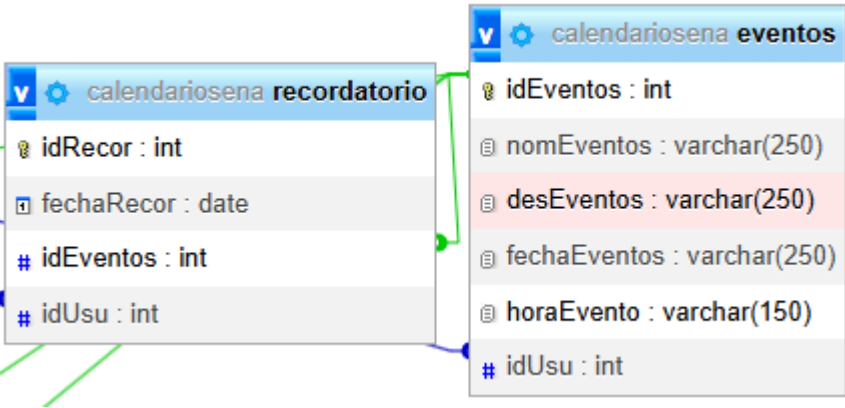 calendariosena recordatorio
idRecor : int
fechaRecor : date
idEventos : int
idUsu : int
calendariosena eventos
idEventos : int
nomEventos : varchar(250)
desEventos : varchar(250)
fechaEventos : varchar(250)
horaEvento : varchar(150)
idUsu : int